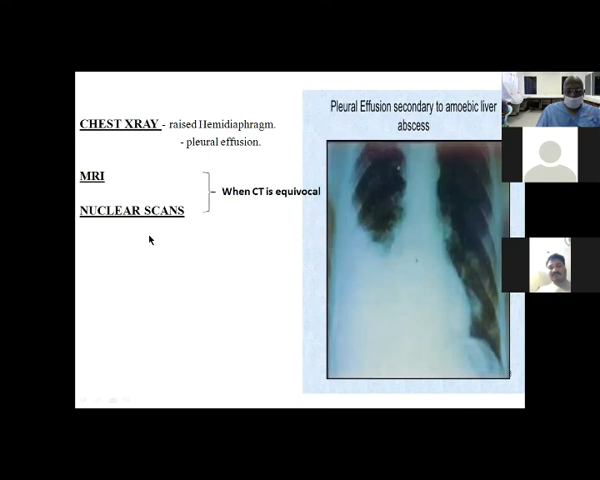 CHEST XRAY - raised Hemidiaphragm.
- pleural effusion.
MRI
NUCLEAR SCANS
When CT is equivocal
Pleural Effusion secondary to amoebic liver
abscess